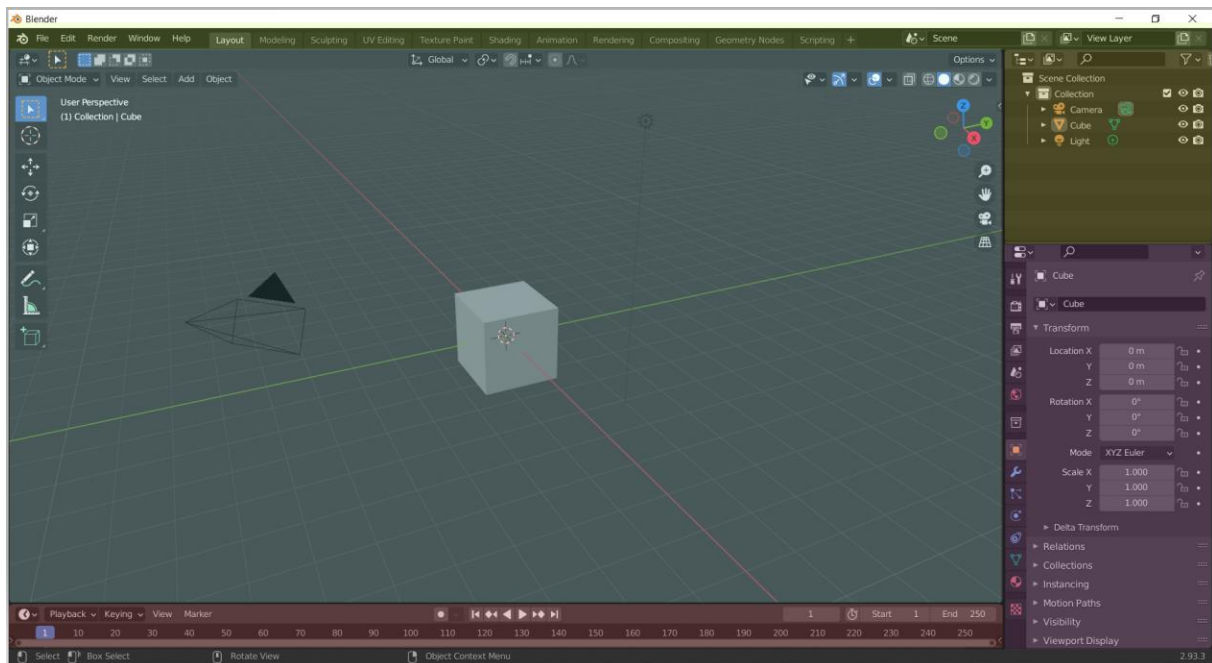 Blender
File Edit Render Window Help Layout Modeling Sculpting UV Editing Texture Paint Shading Animation Rendering Compositing Geometry Nodes Scripting + Scene View Layer
Global Options
Object Mode View Select Add Object
User Perspective
(1) Collection | Cube
Z
Y
X
Scene Collection
Collection
Camera
Cube
Light
Cube
Cube
Transform
Location X 0 m
Y 0 m
Z 0 m
Rotation X 0°
Y 0°
Z 0°
Mode XYZ Euler
Scale X 1.000
Y 1.000
Z 1.000
Delta Transform
Relations
Collections
Instancing
Motion Paths
Visibility
Viewport Display
Playback Keying View Marker 1 Start 1 End 250
1 10 20 30 40 50 60 70 80 90 100 110 120 130 140 150 160 170 180 190 200 210 220 230 240 250
Select Box Select Rotate View Object Context Menu 2.93.3